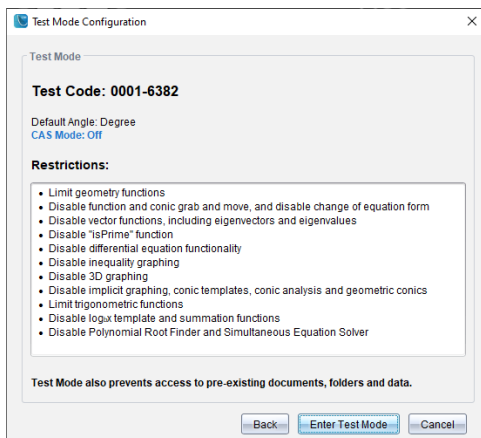 Test Mode Configuration
Test Mode
Test Code: 0001-6382
Default Angle: Degree
CAS Mode: Off
Restrictions:
• Limit geometry functions
• Disable function and conic grab and move, and disable change of equation form
• Disable vector functions, including eigenvectors and eigenvalues
• Disable "isPrime" function
• Disable differential equation functionality
• Disable inequality graphing
• Disable 3D graphing
• Disable implicit graphing, conic templates, conic analysis and geometric conics
• Limit trigonometric functions
• Disable logbx template and summation functions
• Disable Polynomial Root Finder and Simultaneous Equation Solver
Test Mode also prevents access to pre-existing documents, folders and data.
Back Enter Test Mode Cancel